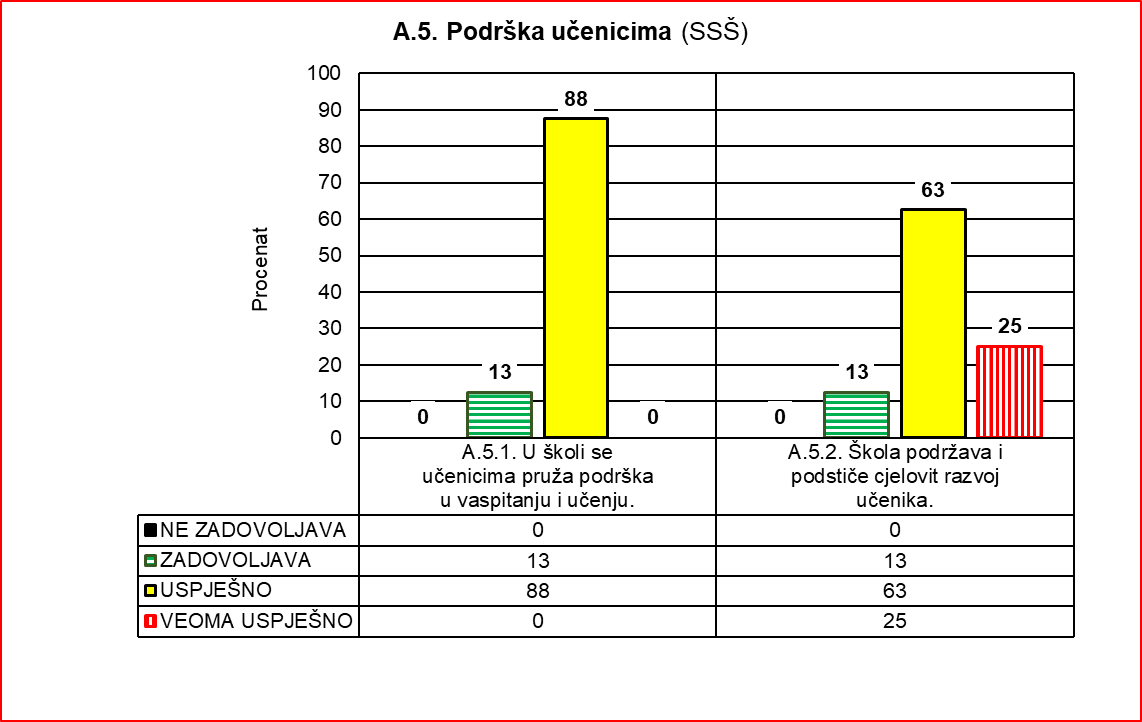 A.5. Podrška učenicima (SSŠ)
Procenat
100
90
80
70
60
50
40
30
20
10
0
0
13
88
0
0
13
63
25
A.5.1. U školi se
učenicima pruža podrška
u vaspitanju i učenju.
A.5.2. Škola podržava i
podstiče cjelovit razvoj
učenika.
NE ZADOVOLJAVA 0 0
ZADOVOLJAVA 13 13
USPJEŠNO 88 63
VEOMA USPJEŠNO 0 25